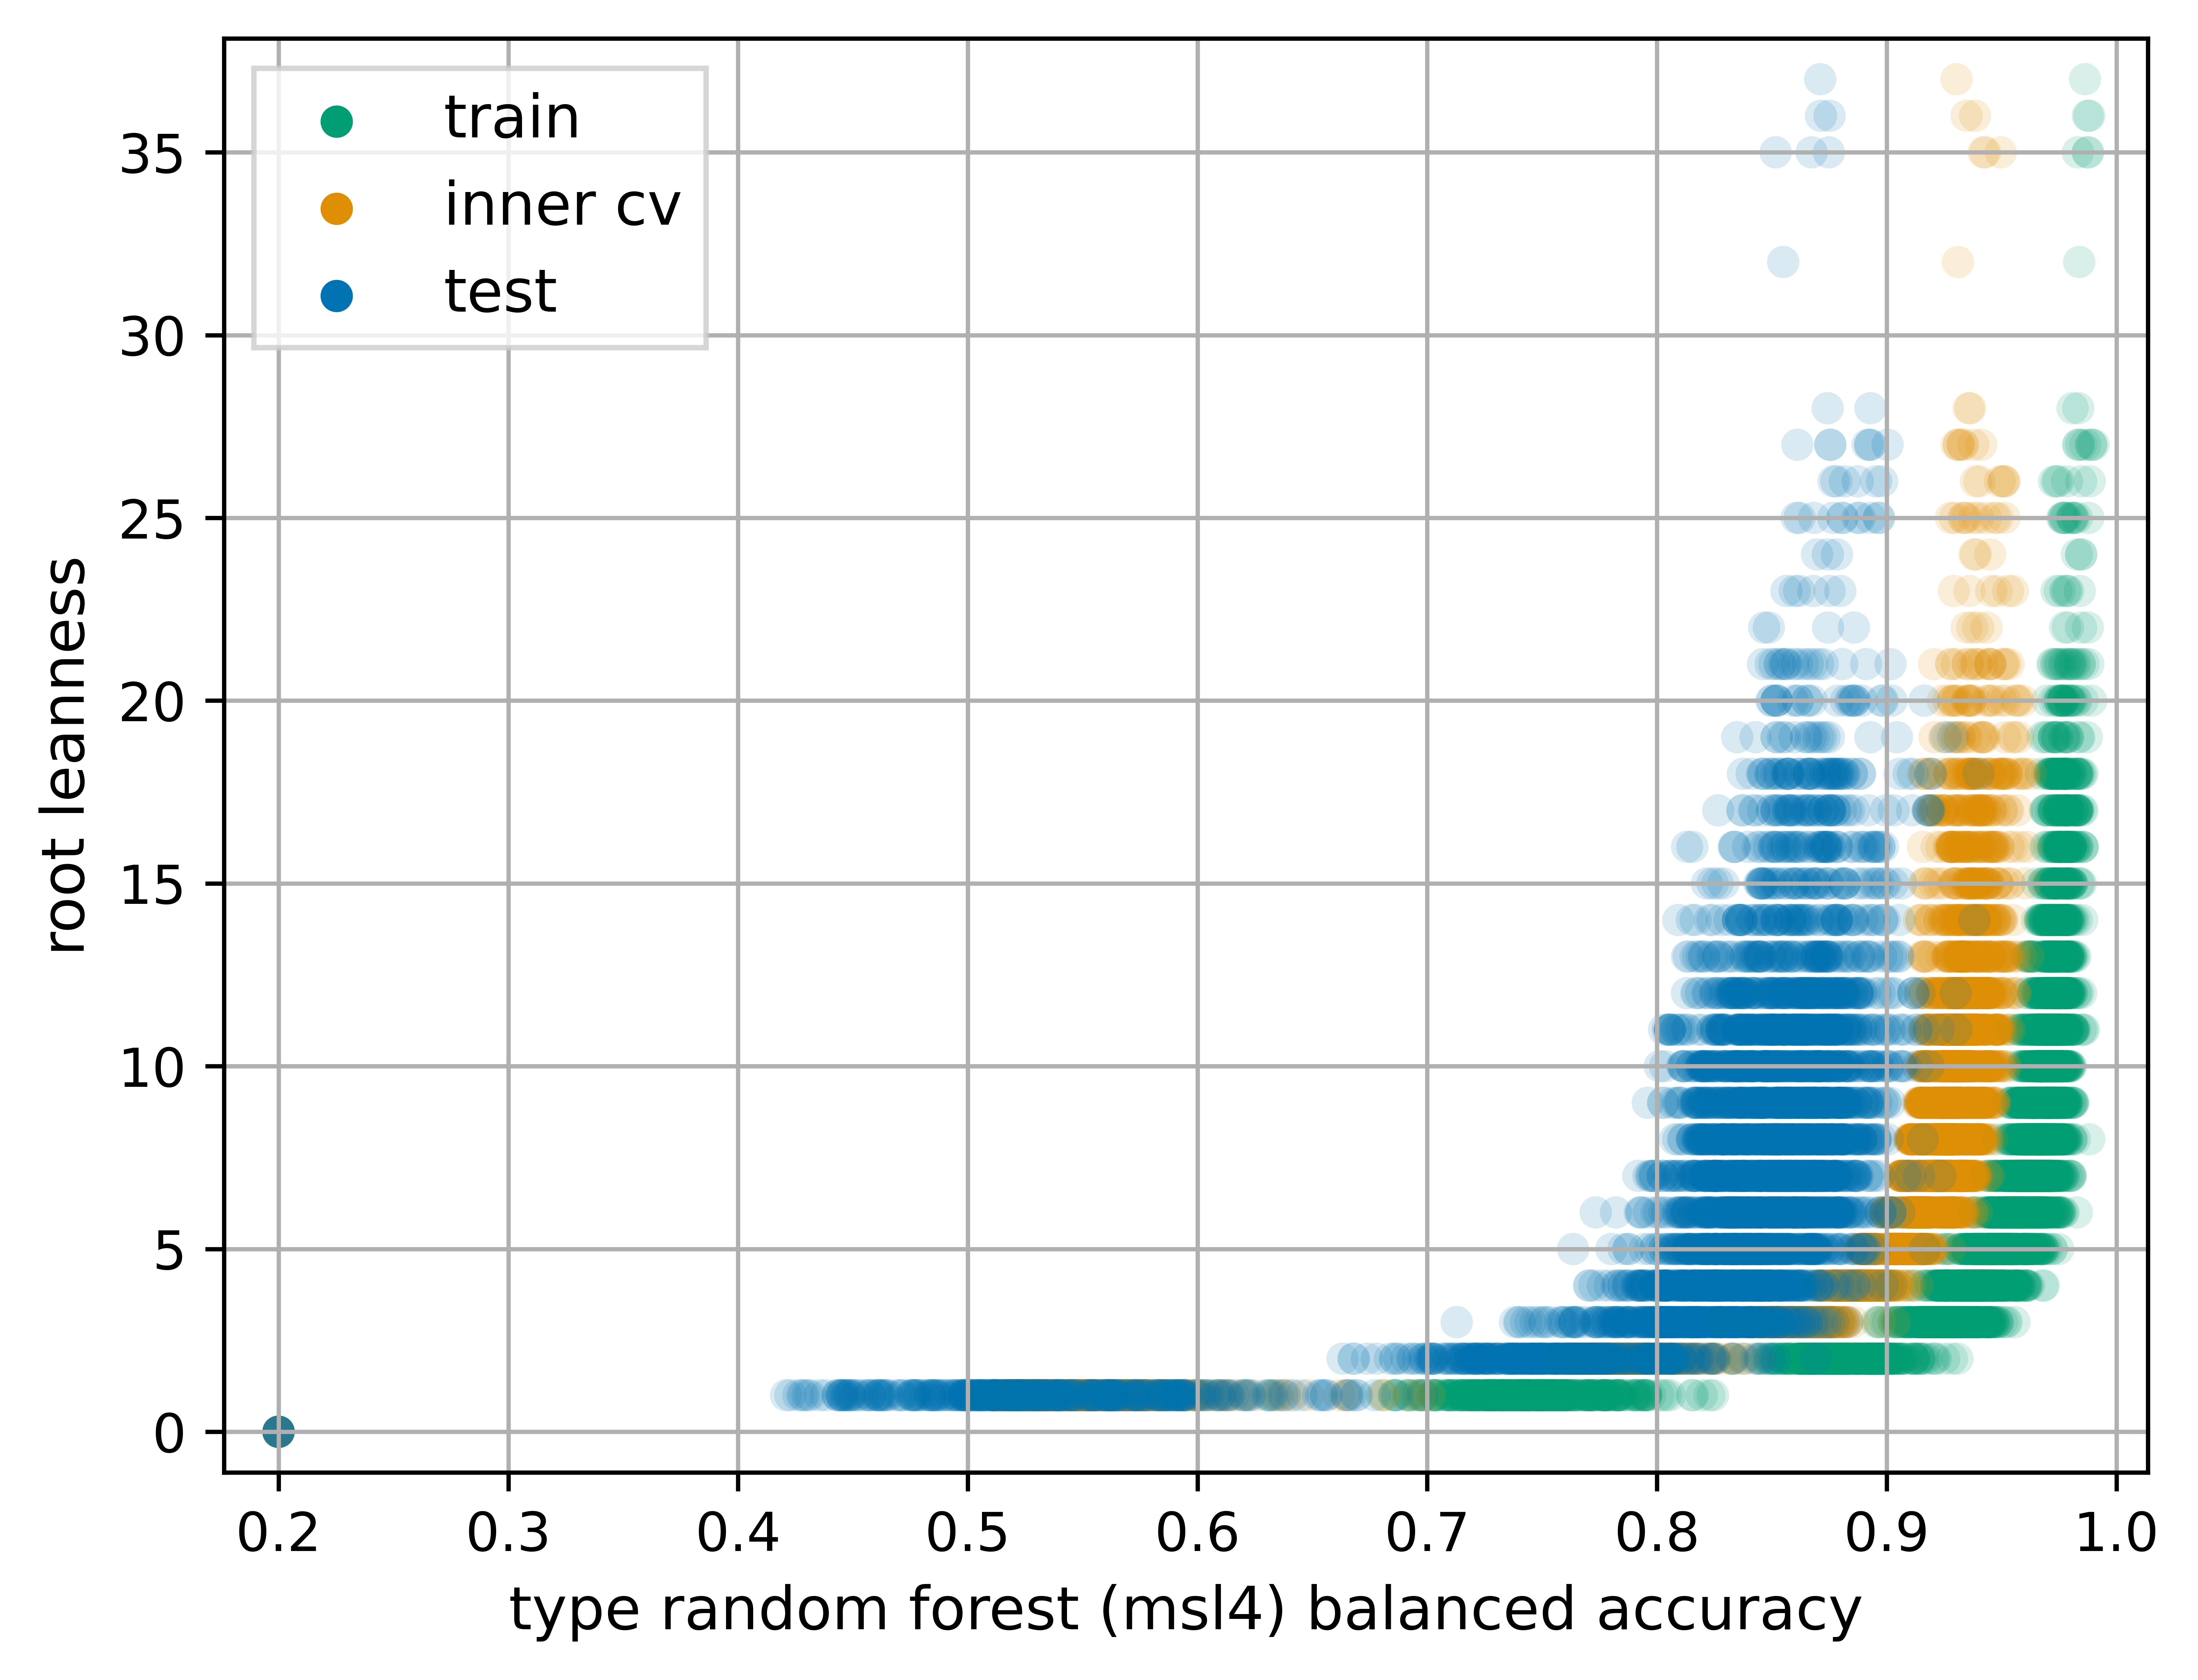 train
inner cv
test
35
30
25
20
15
10
5
0
root leanness
0.2 0.3 0.4 0.5 0.6 0.7 0.8 0.9 1.0
type random forest (msl4) balanced accuracy